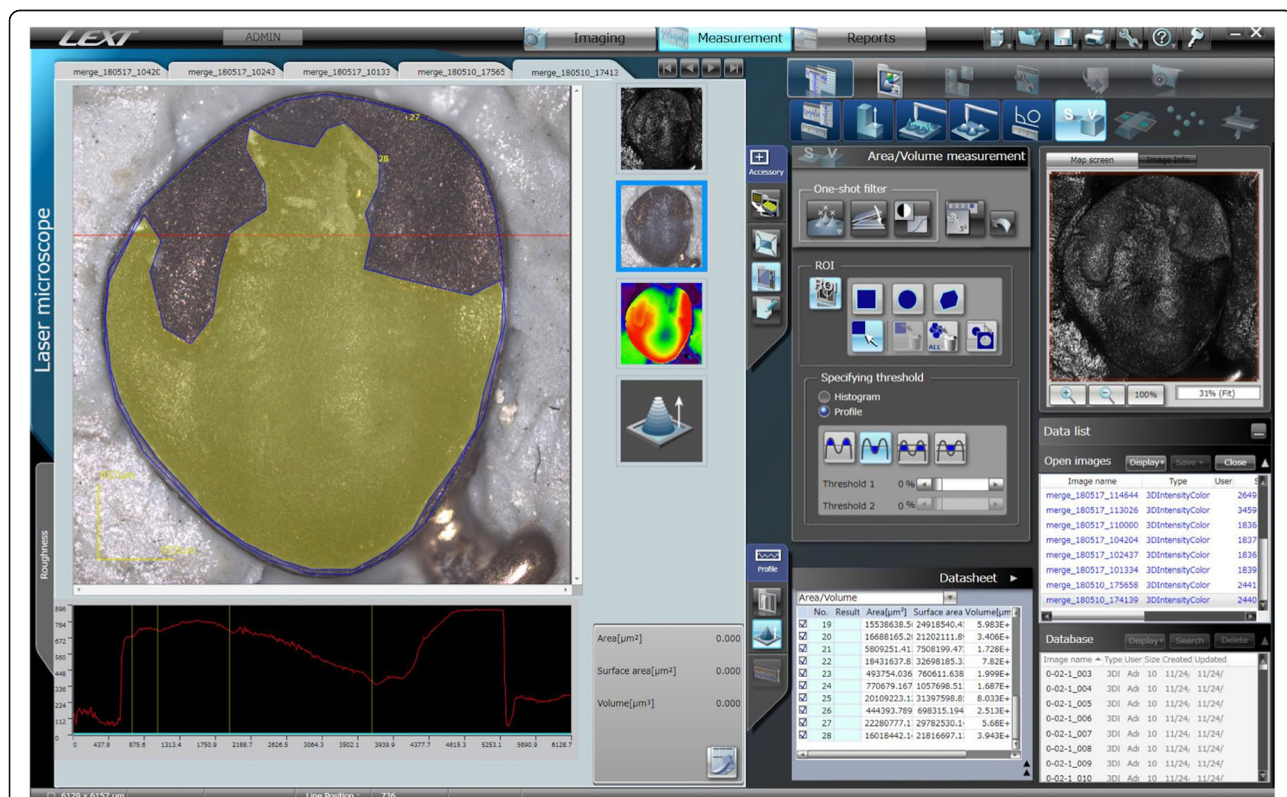 LEXT ADMIN Imaging Measurement Reports
merge_180517_10420 merge_180517_10243 merge_180517_10133 merge_180510_17565 merge_180510_17413
Laser microscope
Roughness
27
28
Accessory
S V Area/Volume measurement
One-shot filter
ROI
ROI
ALL
Specifying threshold
Histogram
Profile
Threshold 1 0 %
Threshold 2 0 %
Map screen Image Info
100% 31% (Fit)
Data list
Open images Display Save Close
Image name Type User S
merge_180517_114644 3DIntensityColor 2649
merge_180517_113026 3DIntensityColor 3459
merge_180517_110000 3DIntensityColor 1836
merge_180517_104204 3DIntensityColor 1837
merge_180517_102437 3DIntensityColor 1836
merge_180517_101334 3DIntensityColor 1839
merge_180510_175658 3DIntensityColor 2441
merge_180510_174139 3DIntensityColor 2440
Database Display Search Delete
Image name Type User Size Created Updated
0-02-1_003 3DI Adr 10 11/24, 11/24/
0-02-1_004 3DI Adr 10 11/24, 11/24/
0-02-1_005 3DI Adr 10 11/24, 11/24/
0-02-1_006 3DI Adr 10 11/24, 11/24/
0-02-1_007 3DI Adr 10 11/24, 11/24/
0-02-1_008 3DI Adr 10 11/24, 11/24/
0-02-1_009 3DI Adr 10 11/24, 11/24/
0-02-1_010 3DI Adr 10 11/24, 11/24/
Profile
Datasheet
Area/Volume
No. Result Area[µm²] Surface area Volume[µm
19 15538638.5 24918540.4 5.983E+
20 16688165.2 21202111.8 3.406E+
21 5809251.41 7508199.47 1.728E+
22 18431637.8 32698185.3 7.82E+
23 493754.036 760611.638 1.999E+
24 770679.167 1057698.51 1.687E+
25 20109223.1 31397598.8 8.033E+
26 444393.789 698315.194 2.513E+
27 22280777.1 29782530.1 5.68E+
28 16018442.1 21816697.1 3.943E+
Area[µm²] 0.000
Surface area[µm²] 0.000
Volume[µm³] 0.000
896
784
672
560
448
336
224
112
0
0 437.8 875.6 1313.4 1750.9 2188.7 2626.5 3064.3 3502.1 3939.9 4377.7 4815.3 5253.1 5690.9 6128.7
6129 x 6157 um Line Position : 736